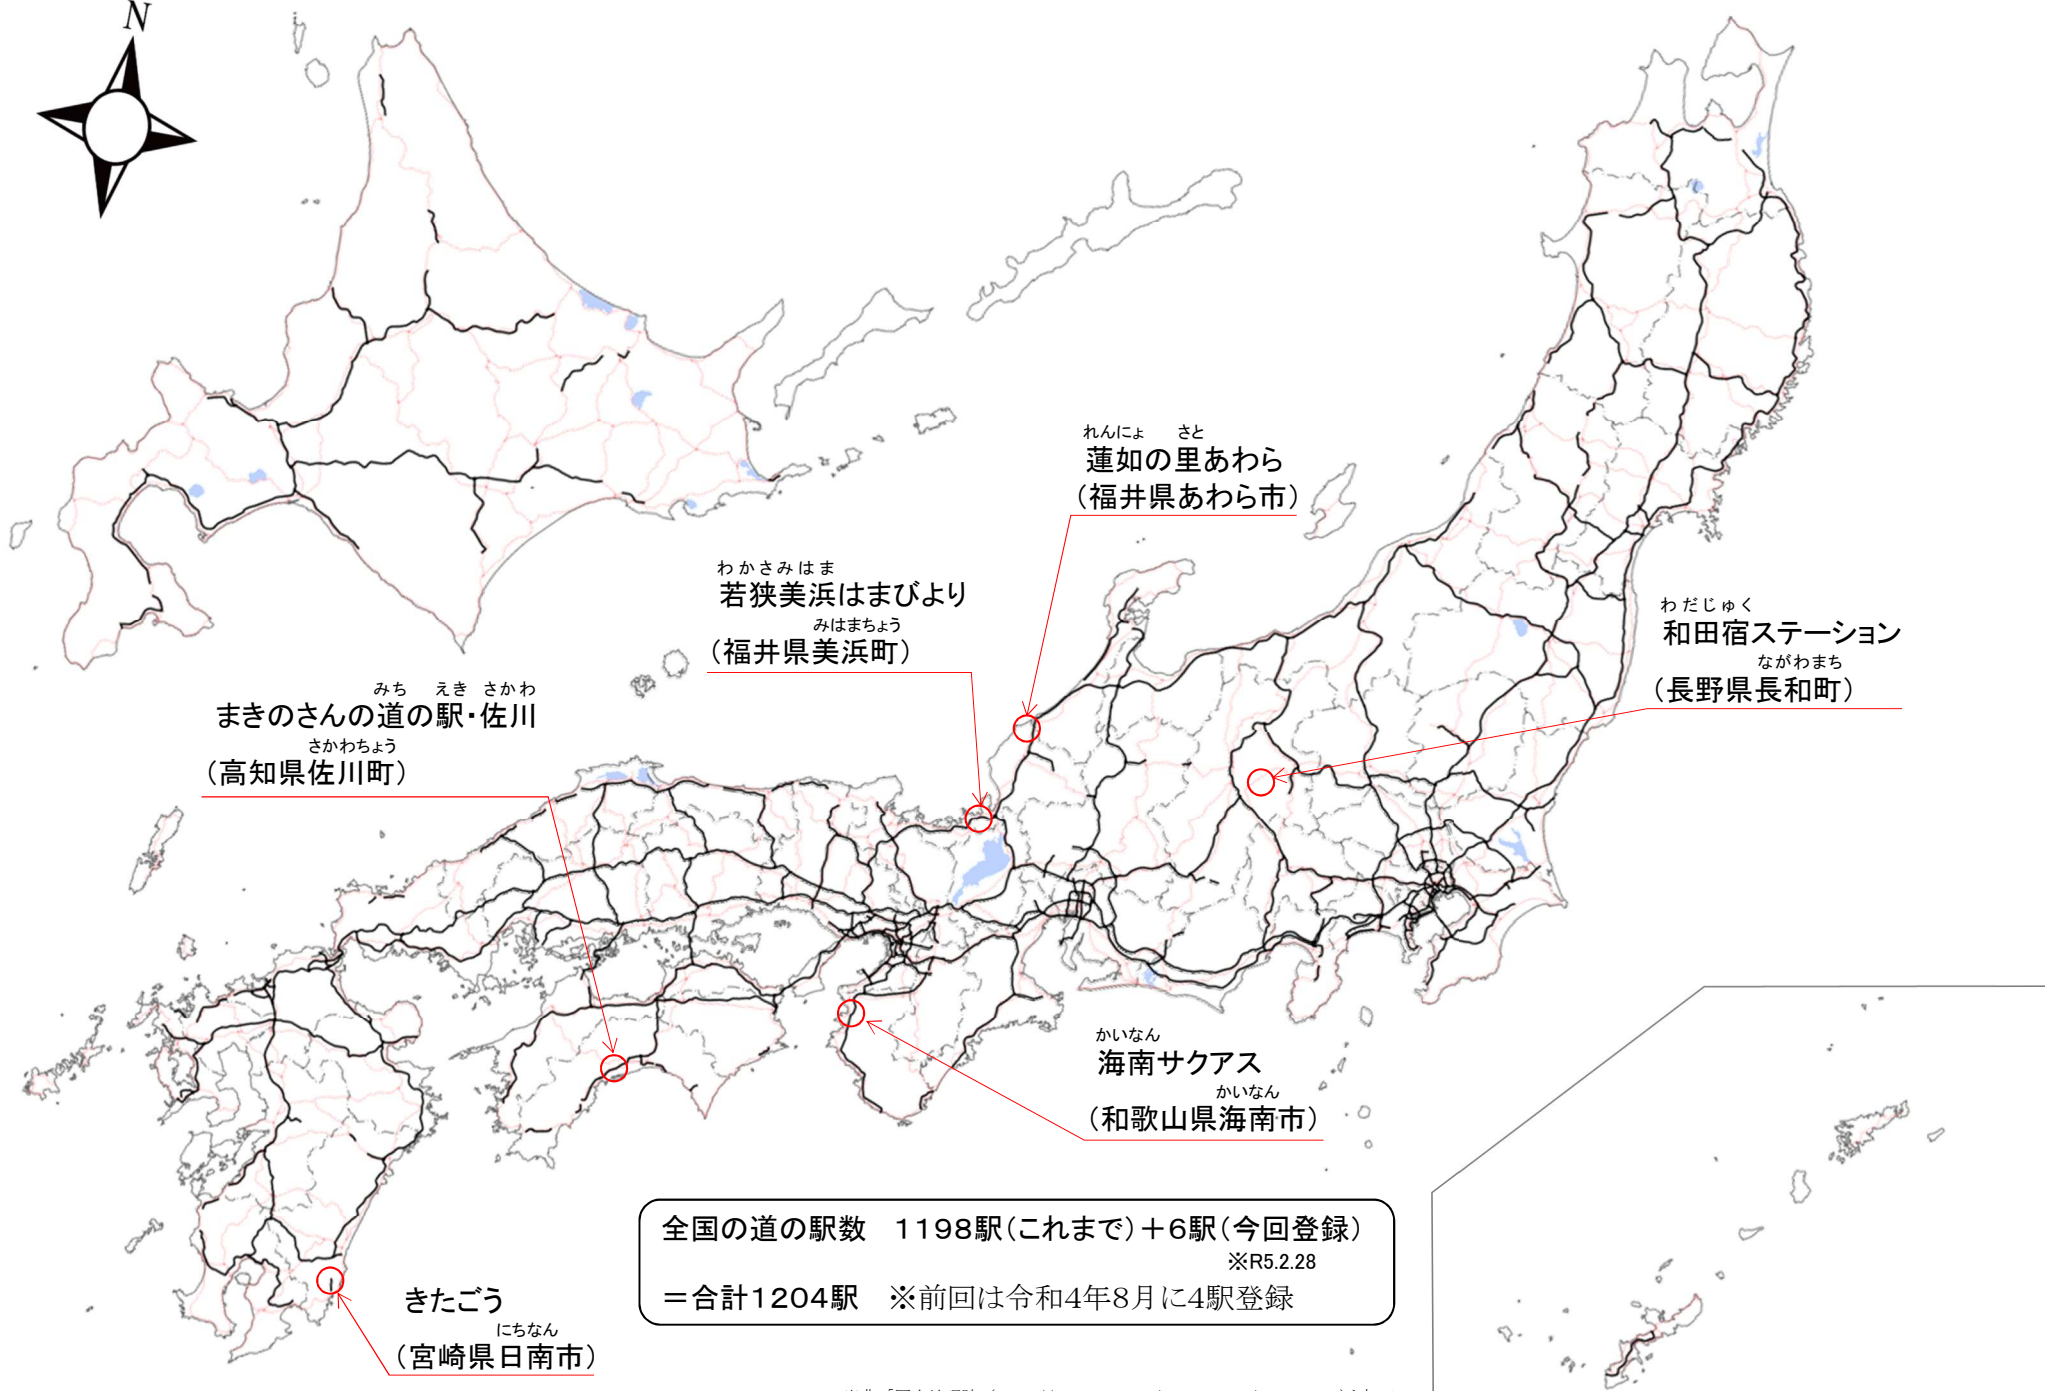 N
れんにょ さと
蓮如の里あわら
（福井県あわら市）
わかさみはま
若狭美浜はまびより
みはまちょう
（福井県美浜町）
わだじゅく
和田宿ステーション
ながわまち
（長野県長和町）
みち えき さかわ
まきのさんの道の駅・佐川
さかわちょう
（高知県佐川町）
かいなん
海南サクアス
かいなん
（和歌山県海南市）
きたごう
にちなん
（宮崎県日南市）
全国の道の駅数 1198駅（これまで）＋6駅（今回登録）
※R5.2.28
＝合計1204駅 ※前回は令和4年8月に4駅登録